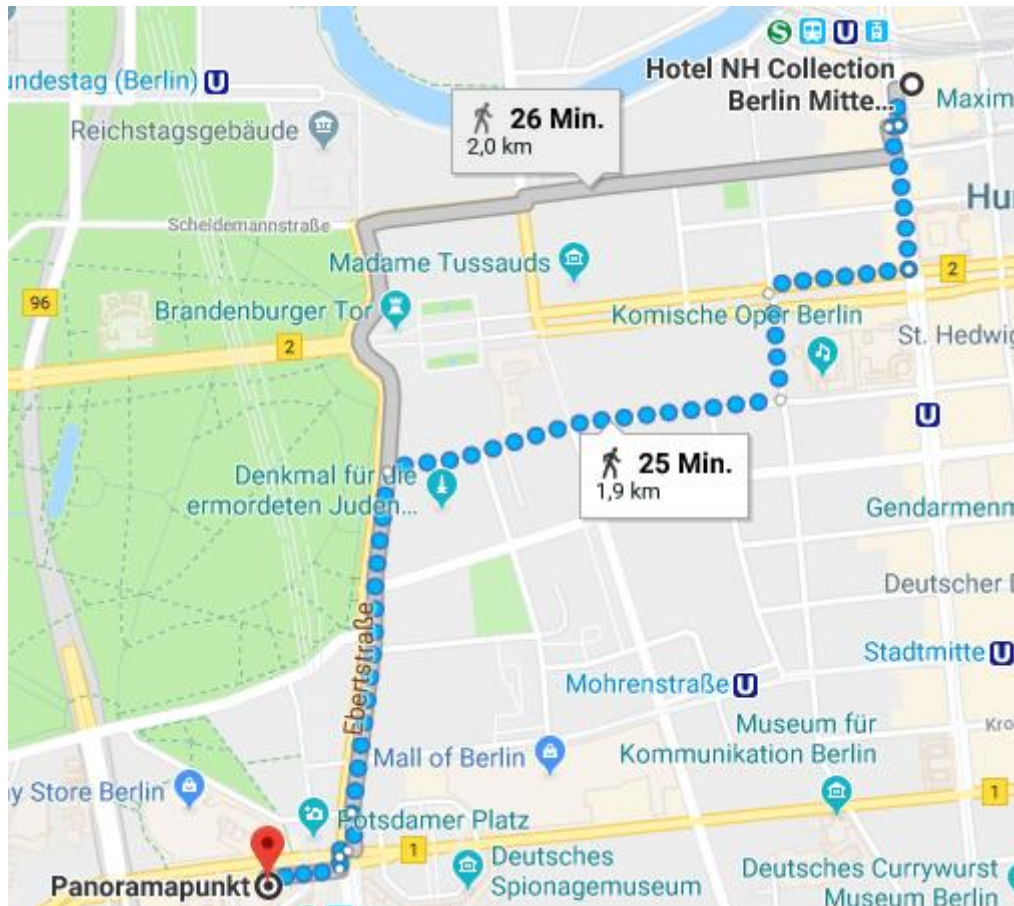 S U
Hotel NH Collection
Berlin Mitte...
undestag (Berlin) U
Maxim
26 Min.
2,0 km
Reichstagsgebäude
Hur
Scheidemannstraße
Madame Tussauds
2
96
Brandenburger Tor
Komische Oper Berlin
St. Hedwig
2
U
25 Min.
1,9 km
Denkmal für die
ermordeten Juden...
Gendarmenm
Deutscher D
Ebertstraße
Stadtmitte U
Mohrenstraße U
Museum für
Kommunikation Berlin
Kro
Mall of Berlin
y Store Berlin
1
Potsdamer Platz
1
Deutsches
Spionagemuseum
Panoramapunkt
Deutsches Currywurst
Museum Berlin